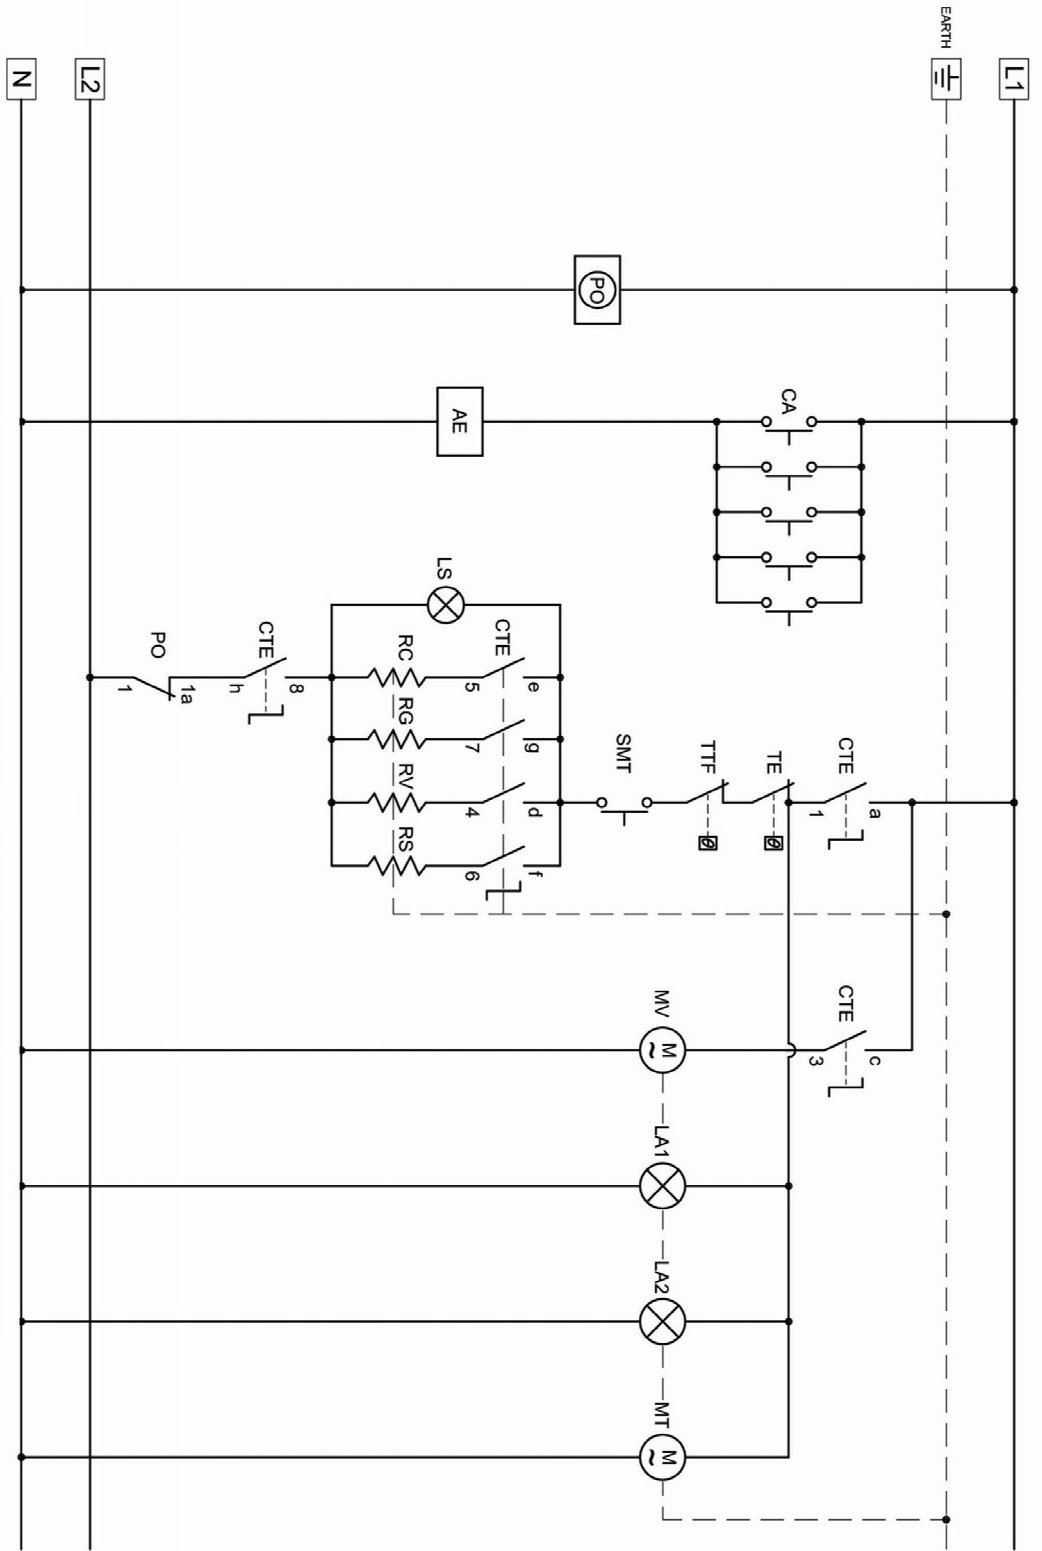 L1
EARTH
a
CTE
1
c
CTE
3
CA
TE
θ
TTF
θ
SMT
PO
MV
M
~
LA1
LA2
MT
M
~
AE
LS
e
g
d
f
CTE
5
7
4
6
RC
RG
RV
RS
8
CTE
h
1a
PO
1
L2
N